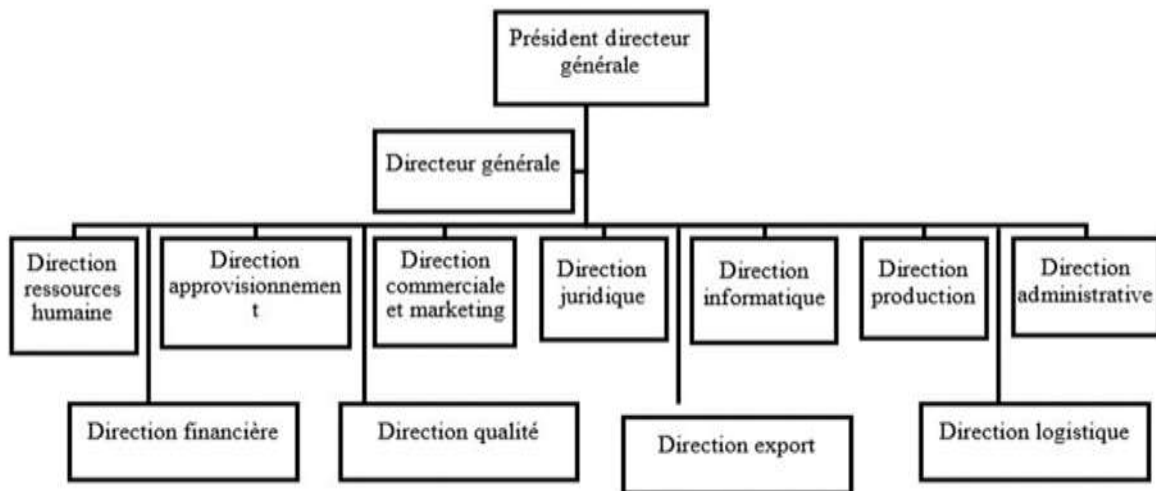 Président directeur
générale
Directeur générale
Direction
ressources
humaine
Direction
approvisionnemen
t
Direction
commerciale
et marketing
Direction
juridique
Direction
informatique
Direction
production
Direction
administrative
Direction financière
Direction qualité
Direction export
Direction logistique